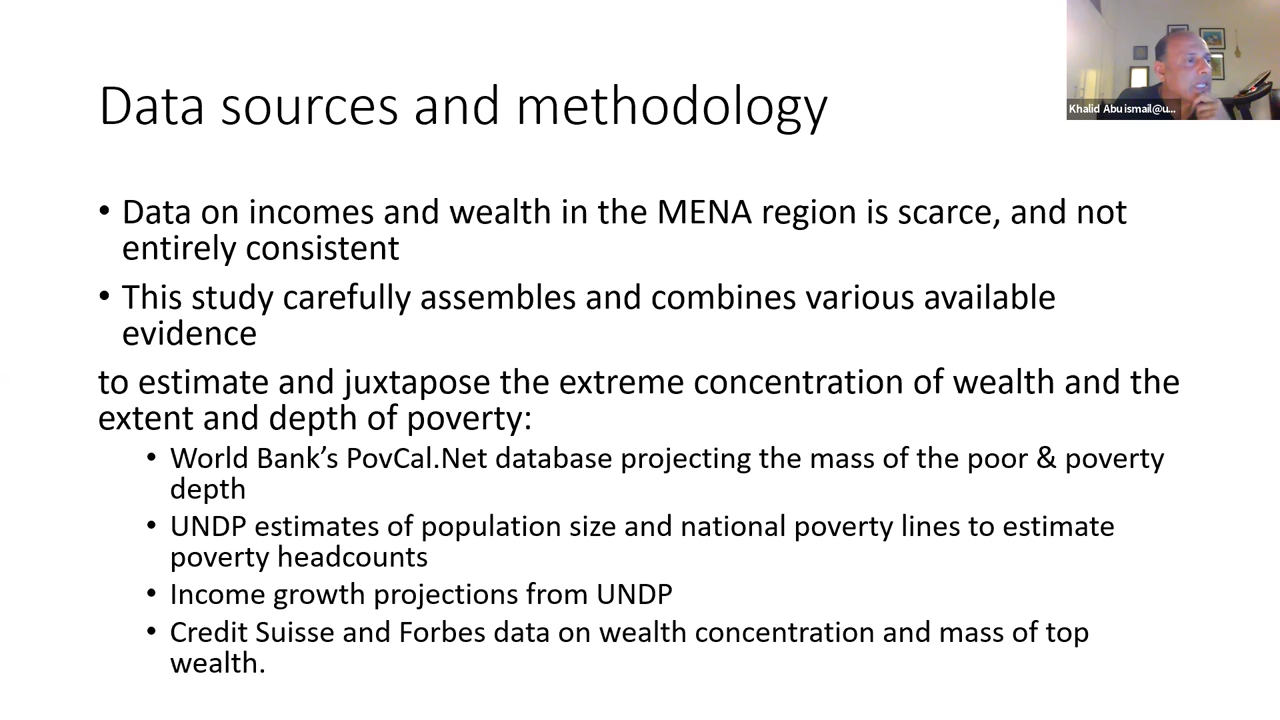 Khalid Abu ismail@u...
Data sources and methodology
• Data on incomes and wealth in the MENA region is scarce, and not
entirely consistent
• This study carefully assembles and combines various available
evidence
to estimate and juxtapose the extreme concentration of wealth and the
extent and depth of poverty:
• World Bank’s PovCal.Net database projecting the mass of the poor & poverty
depth
• UNDP estimates of population size and national poverty lines to estimate
poverty headcounts
• Income growth projections from UNDP
• Credit Suisse and Forbes data on wealth concentration and mass of top
wealth.